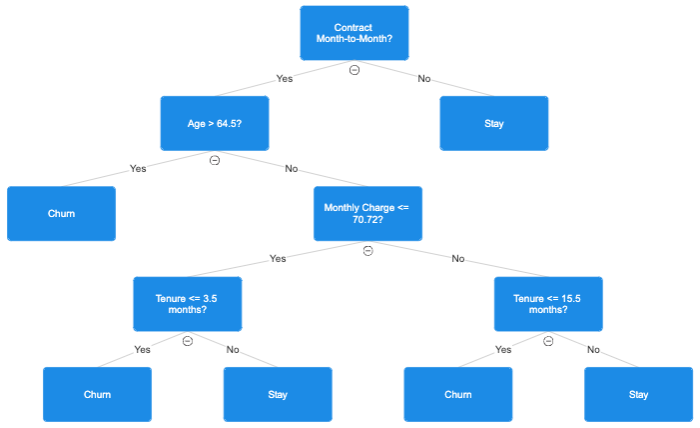 Contract
Month-to-Month?
Yes
No
Age > 64.5?
Stay
Yes
No
Churn
Monthly Charge <=
70.72?
Yes
No
Tenure <= 3.5
months?
Tenure <= 15.5
months?
Yes
No
Yes
No
Churn
Stay
Churn
Stay